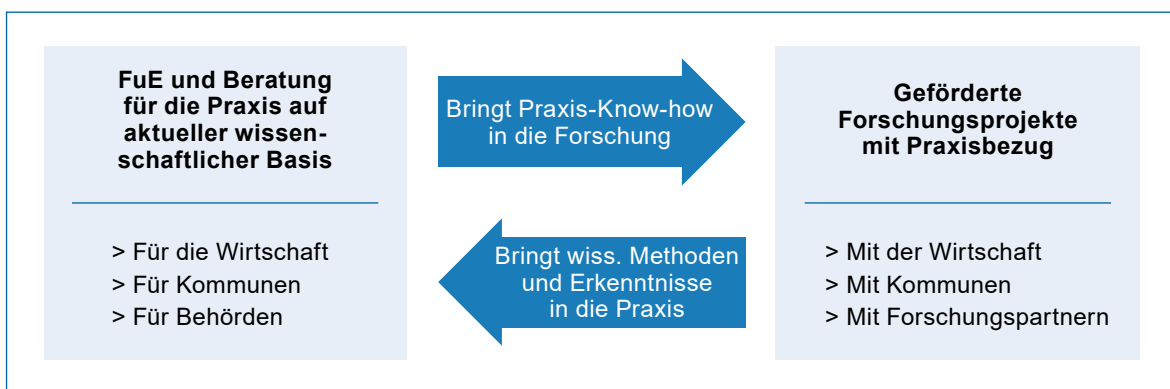 FuE und Beratung
für die Praxis auf
aktueller wissen-
schaftlicher Basis
> Für die Wirtschaft
> Für Kommunen
> Für Behörden
Bringt Praxis-Know-how
in die Forschung
Bringt wiss. Methoden
und Erkenntnisse
in die Praxis
Geförderte
Forschungsprojekte
mit Praxisbezug
> Mit der Wirtschaft
> Mit Kommunen
> Mit Forschungspartnern